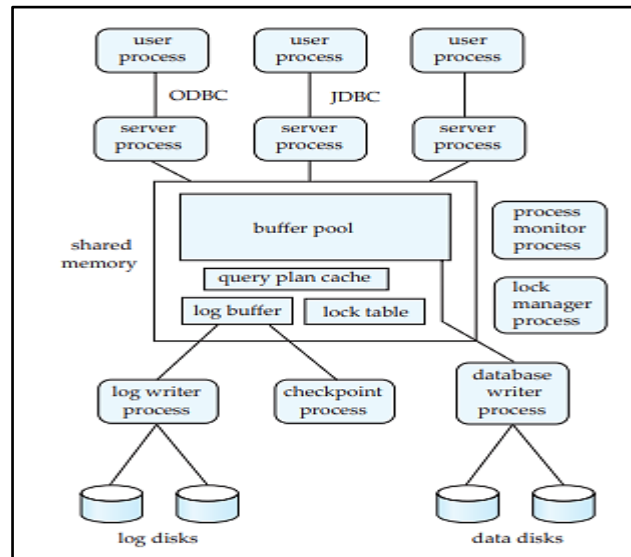 user
process
user
process
user
process
ODBC
JDBC
server
process
server
process
server
process
shared
memory
buffer pool
query plan cache
log buffer
lock table
process
monitor
process
lock
manager
process
log writer
process
checkpoint
process
database
writer
process
log disks
data disks